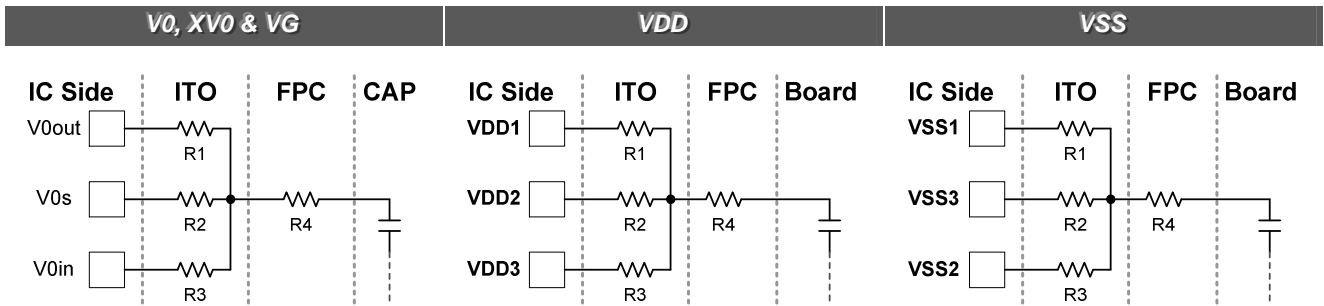 V0, XV0 & VG
VDD
VSS
IC Side ITO FPC CAP
V0out
R1
V0s
R2
R4
V0in
R3
IC Side ITO FPC Board
VDD1
R1
VDD2
R2
R4
VDD3
R3
IC Side ITO FPC Board
VSS1
R1
VSS3
R2
R4
VSS2
R3